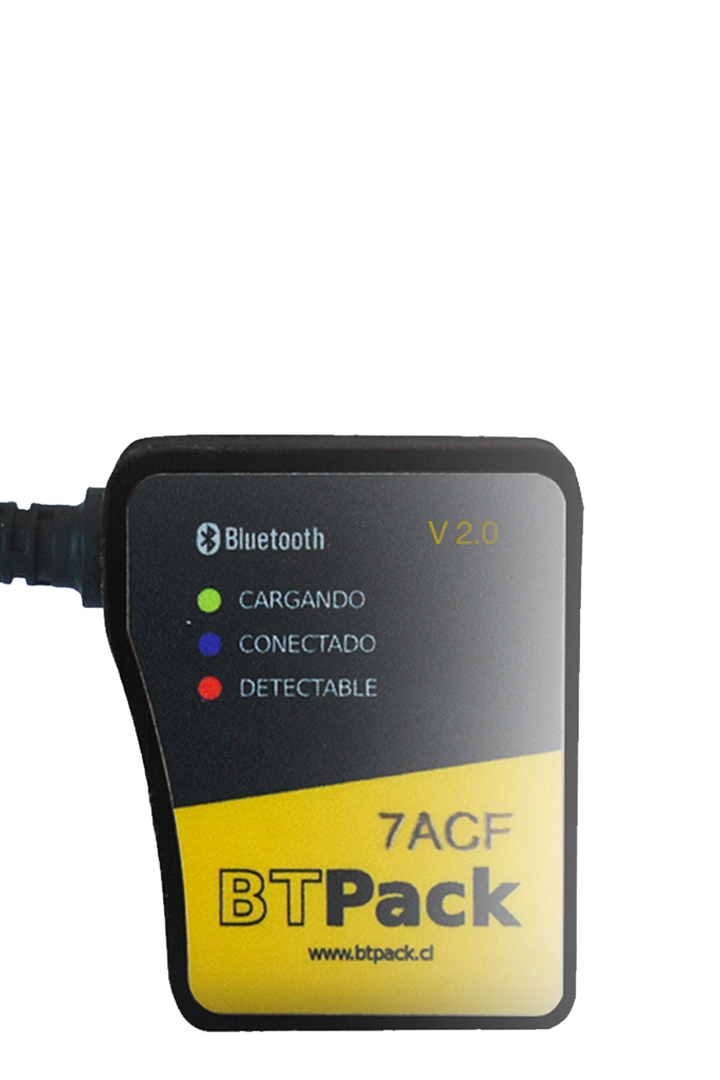 Bluetooth
V 2.0
CARGANDO
CONECTADO
DETECTABLE
7ACF
BTPack
www.btpack.cl